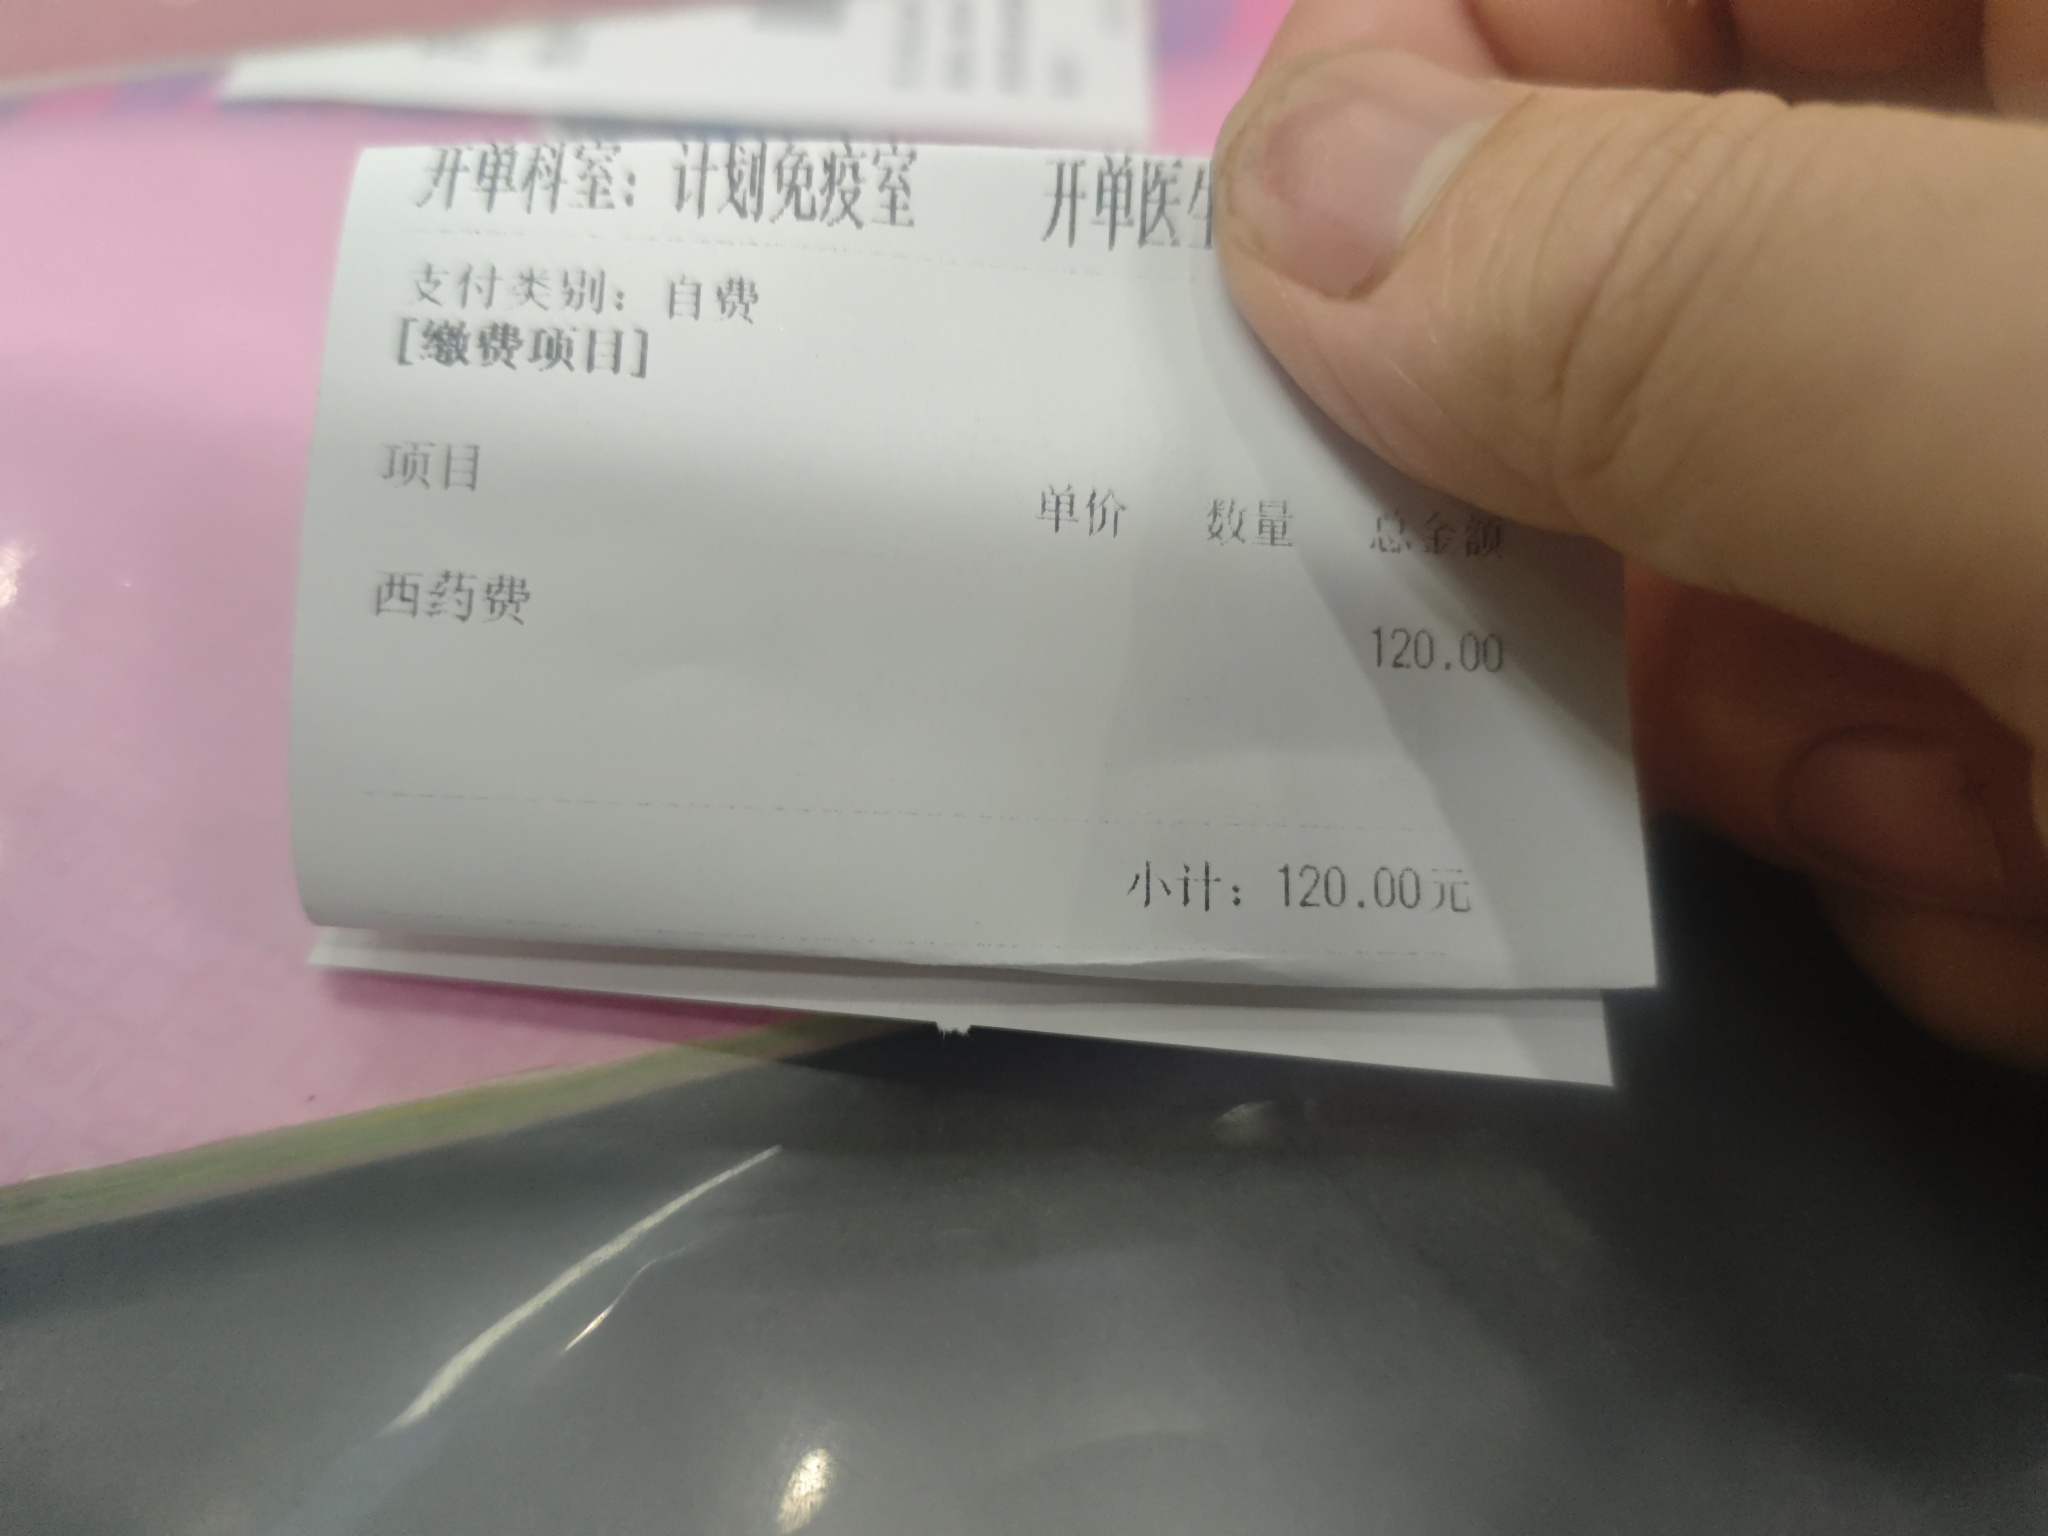 开单科室：计划免疫室 开单医生
支付类别：自费
[缴费项目]
项目 单价 数量 总金额
西药费 120.00
小计：120.00元